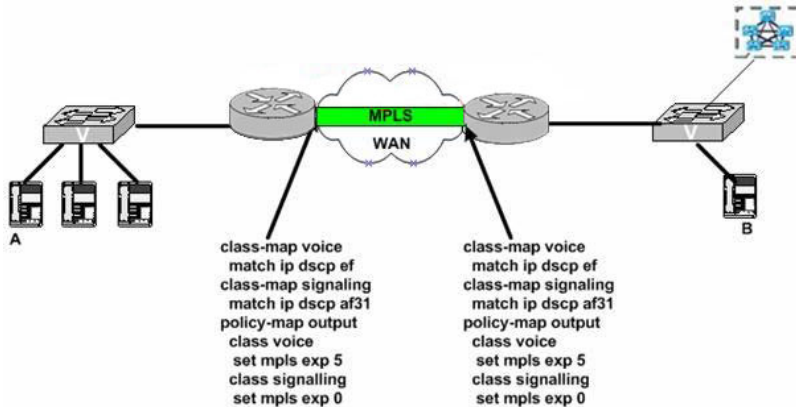 MPLS
WAN
V
V
A
B
class-map voice
match ip dscp ef
class-map signaling
match ip dscp af31
policy-map output
class voice
set mpls exp 5
class signalling
set mpls exp 0
class-map voice
match ip dscp ef
class-map signaling
match ip dscp af31
policy-map output
class voice
set mpls exp 5
class signalling
set mpls exp 0